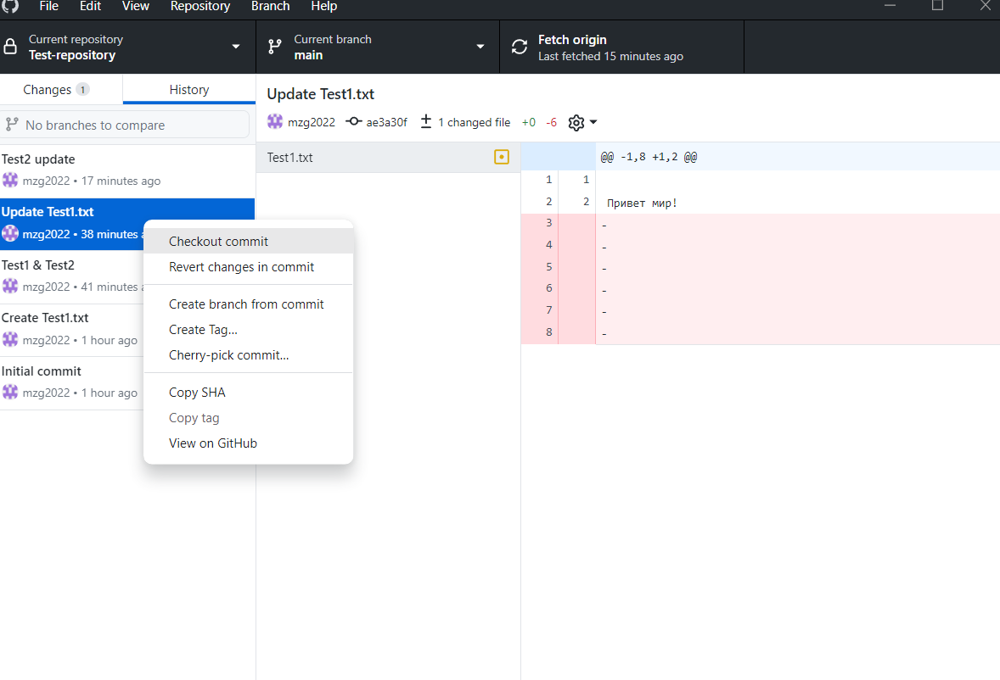 File Edit View Repository Branch Help
Current repository
Test-repository
Current branch
main
Fetch origin
Last fetched 15 minutes ago
Changes 1
History
No branches to compare
Test2 update
mzg2022 • 17 minutes ago
Update Test1.txt
mzg2022 • 38 minutes a
Test1 & Test2
mzg2022 • 41 minutes a
Create Test1.txt
mzg2022 • 1 hour ago
Initial commit
mzg2022 • 1 hour ago
Checkout commit
Revert changes in commit
Create branch from commit
Create Tag...
Cherry-pick commit...
Copy SHA
Copy tag
View on GitHub
Update Test1.txt
mzg2022 ae3a30f 1 changed file +0 -6
Test1.txt
@@ -1,8 +1,2 @@
1 1
2 2 Привет мир!
3 -
4 -
5 -
6 -
7 -
8 -